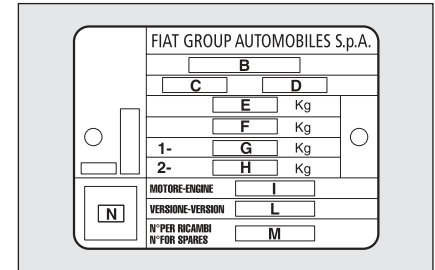 FIAT GROUP AUTOMOBILES S.p.A.
B
C D
E Kg
F Kg
1- G Kg
2- H Kg
MOTORE-ENGINE I
VERSIONE-VERSION L
N
N°PER RICAMBI
N°FOR SPARES M